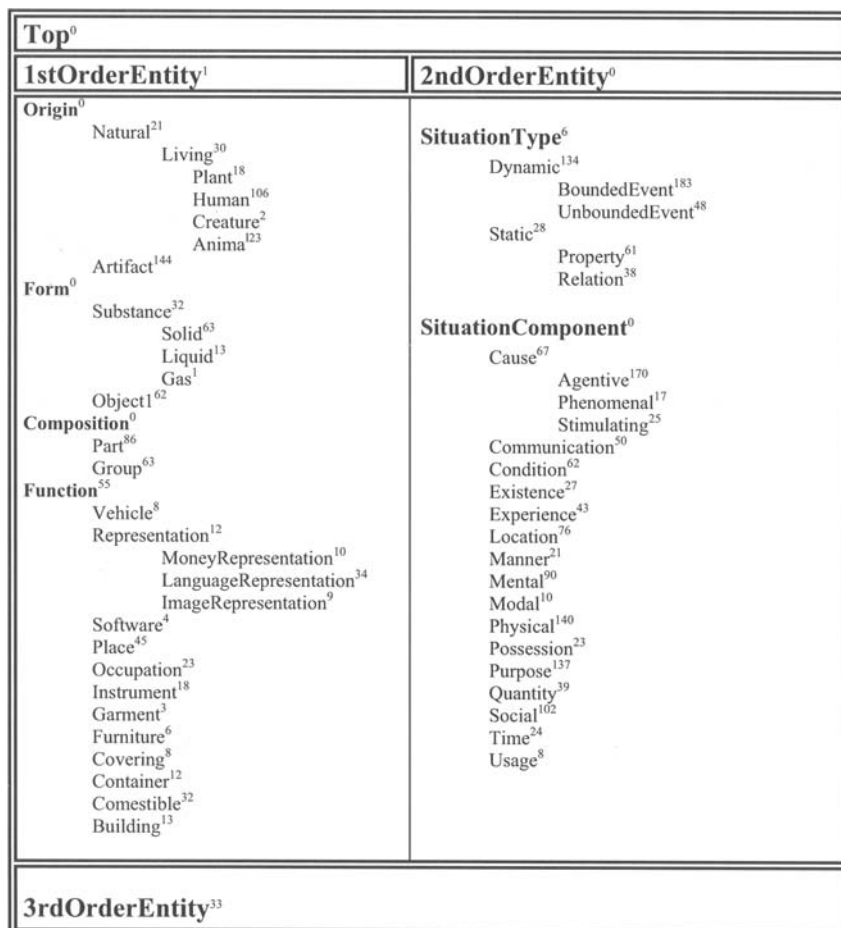 Top⁰
1stOrderEntity¹
Origin⁰
Natural²¹
Living³⁰
Plant¹⁸
Human¹⁰⁶
Creature²
Animaˡ²³
Artifact¹⁴⁴
Form⁰
Substance³²
Solid⁶³
Liquid¹³
Gas¹
Object1⁶²
Composition⁰
Part⁸⁶
Group⁶³
Function⁵⁵
Vehicle⁸
Representation¹²
MoneyRepresentation¹⁰
LanguageRepresentation³⁴
ImageRepresentation⁹
Software⁴
Place⁴⁵
Occupation²³
Instrument¹⁸
Garment³
Furniture⁶
Covering⁸
Container¹²
Comestible³²
Building¹³
2ndOrderEntity⁰
SituationType⁶
Dynamic¹³⁴
BoundedEvent¹⁸³
UnboundedEvent⁴⁸
Static²⁸
Property⁶¹
Relation³⁸
SituationComponent⁰
Cause⁶⁷
Agentive¹⁷⁰
Phenomenal¹⁷
Stimulating²⁵
Communication⁵⁰
Condition⁶²
Existence²⁷
Experience⁴³
Location⁷⁶
Manner²¹
Mental⁹⁰
Modal¹⁰
Physical¹⁴⁰
Possession²³
Purpose¹³⁷
Quantity³⁹
Social¹⁰²
Time²⁴
Usage⁸
3rdOrderEntity³³